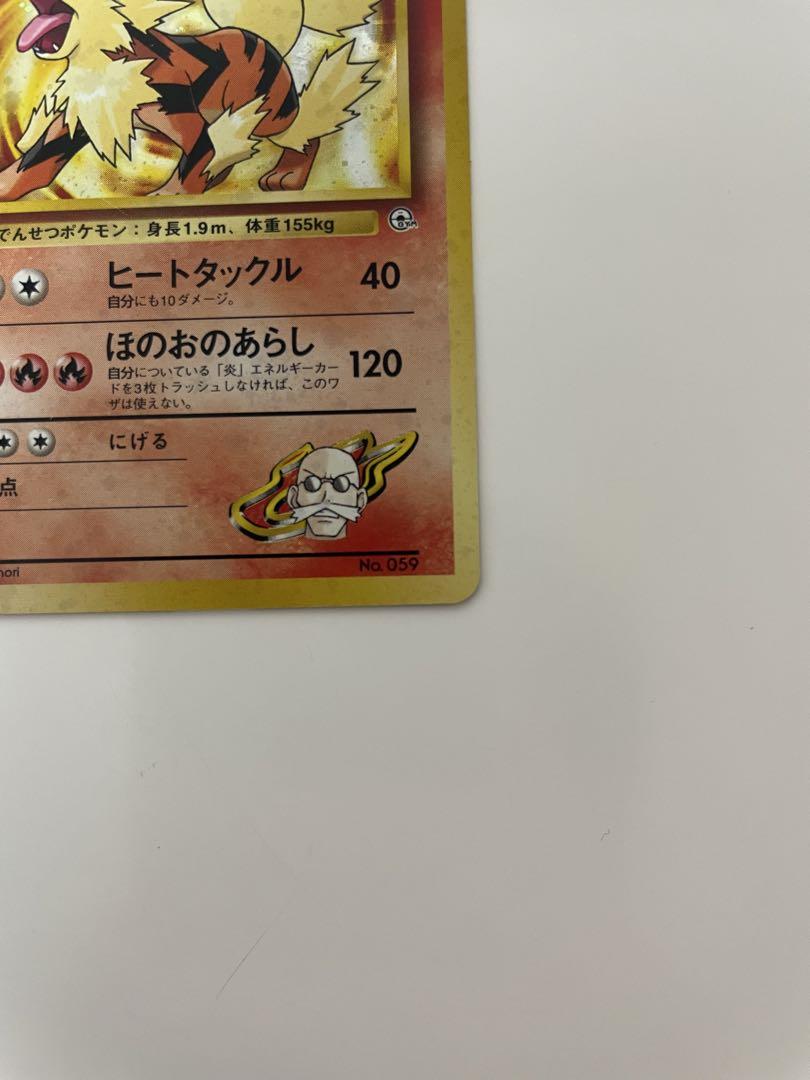 でんせつポケモン：身長1.9m、体重155kg
GYM
ヒートタックル 40
自分にも10ダメージ。
ほのおのあらし 120
自分についている「炎」エネルギーカー
ドを3枚トラッシュしなければ、このワ
ザは使えない。
にげる
点
mori
No. 059